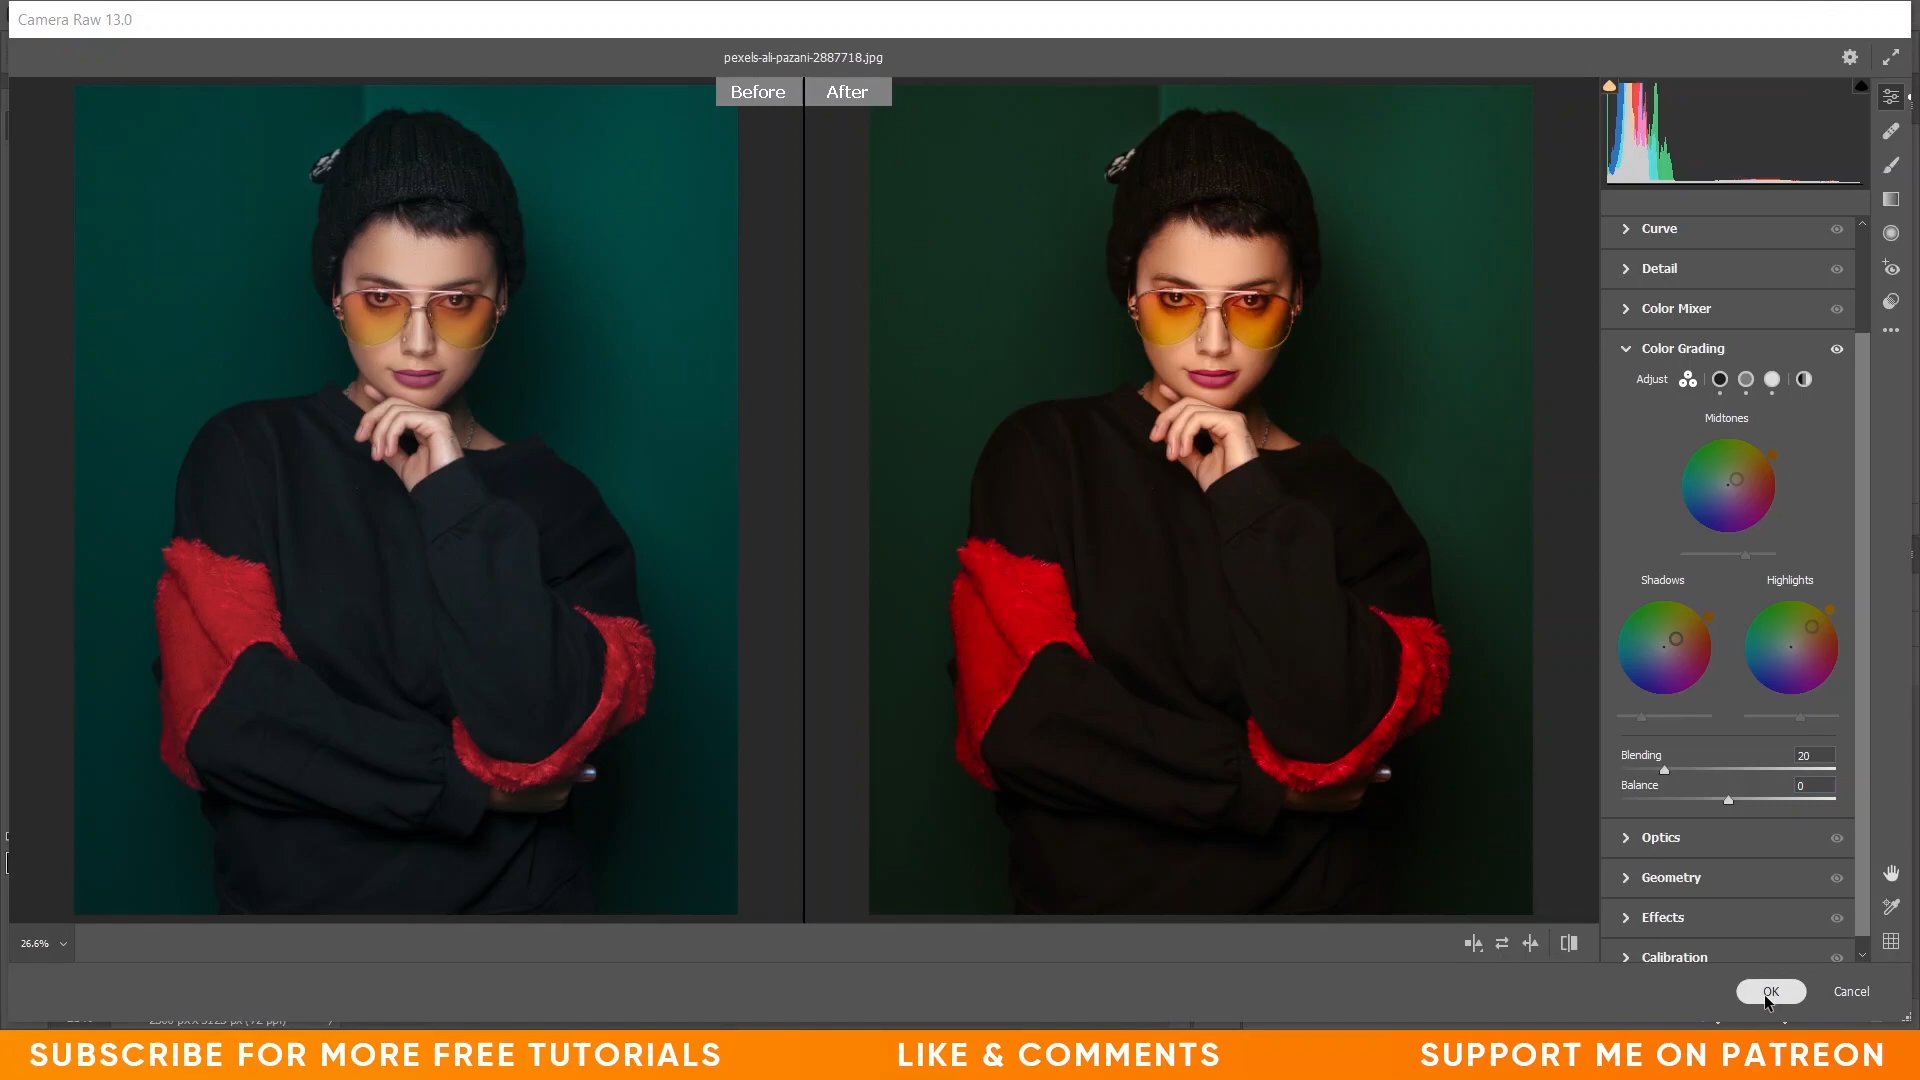 Camera Raw 13.0
pexels-ali-pazani-2887718.jpg
Before
After
Curve
Detail
Color Mixer
Color Grading
Adjust
Midtones
Shadows
Highlights
Blending
20
Balance
0
Optics
Geometry
Effects
Calibration
26.6%
OK
Cancel
SUBSCRIBE FOR MORE FREE TUTORIALS
LIKE & COMMENTS
SUPPORT ME ON PATREON